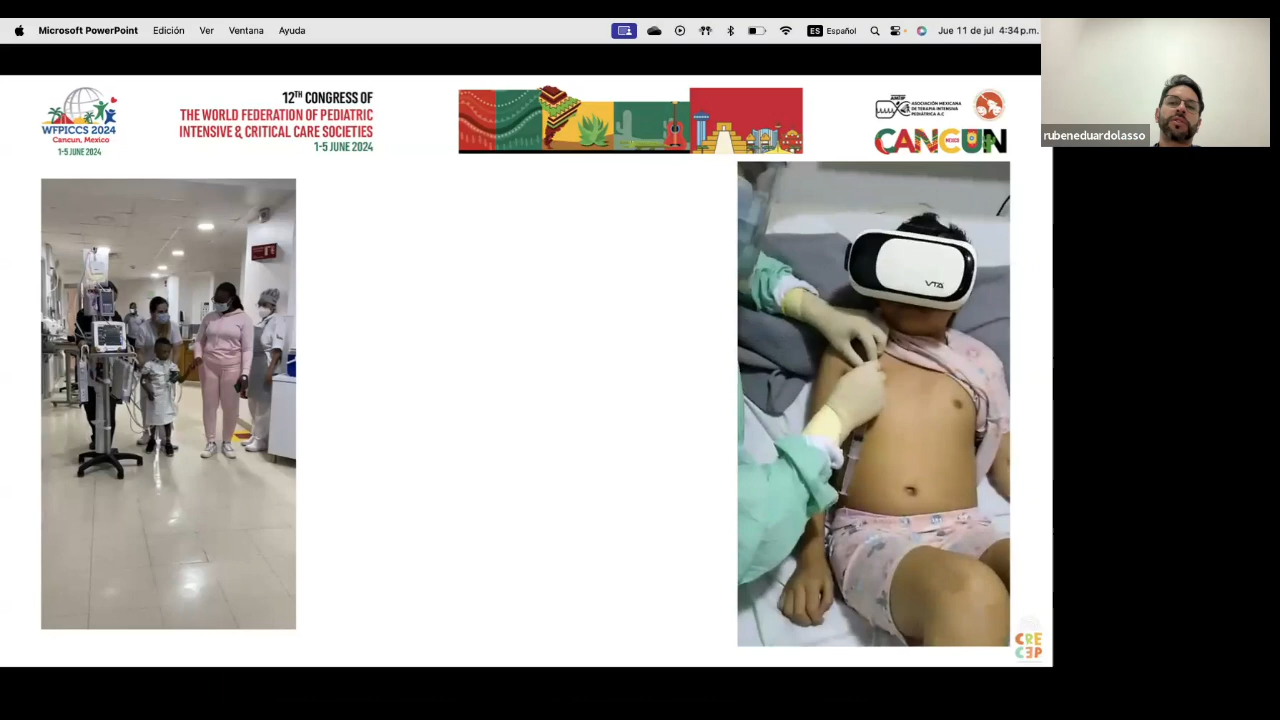 Microsoft PowerPoint Edición Ver Ventana Ayuda
ES Español Jue 11 de jul 4:34 p.m.
rubeneduardolasso
WFPICCS 2024
Cancun, Mexico
1-5 JUNE 2024
12TH CONGRESS OF
THE WORLD FEDERATION OF PEDIATRIC
INTENSIVE & CRITICAL CARE SOCIETIES
1-5 JUNE 2024
ASOCIACIÓN MEXICANA
DE TERAPIA INTENSIVA
PEDIÁTRICA A.C
CANCUN
VTA
CRE
CEP